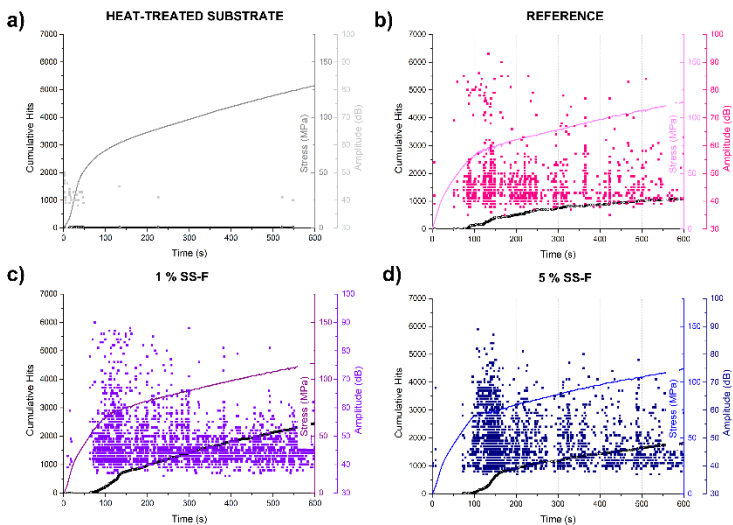 a)
HEAT-TREATED SUBSTRATE
7000
6000
5000
4000
3000
2000
1000
0
Cumulative Hits
0 100 200 300 400 500 600
Time (s)
150
100
50
0
Stress (MPa)
100
90
80
70
60
50
40
30
Amplitude (dB)
b)
REFERENCE
7000
6000
5000
4000
3000
2000
1000
0
Cumulative Hits
0 100 200 300 400 500 600
Time (s)
150
100
50
0
Stress (MPa)
100
90
80
70
60
50
40
30
Amplitude (dB)
c)
1 % SS-F
7000
6000
5000
4000
3000
2000
1000
0
Cumulative Hits
0 100 200 300 400 500 600
Time (s)
150
100
50
0
Stress (MPa)
100
90
80
70
60
50
40
30
Amplitude (dB)
d)
5 % SS-F
7000
6000
5000
4000
3000
2000
1000
0
Cumulative Hits
0 100 200 300 400 500 600
Time (s)
150
100
50
0
Stress (MPa)
100
90
80
70
60
50
40
30
Amplitude (dB)